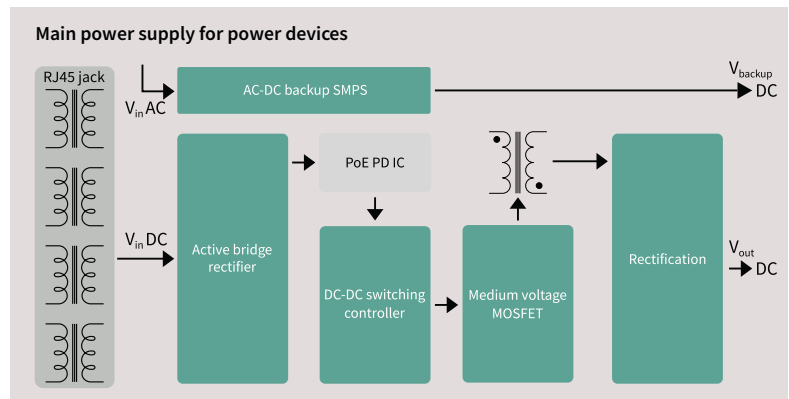 Main power supply for power devices
RJ45 jack
Vin AC
AC-DC backup SMPS
Vbackup
DC
PoE PD IC
Vin DC
Active bridge
rectifier
DC-DC switching
controller
Medium voltage
MOSFET
Rectification
Vout
DC